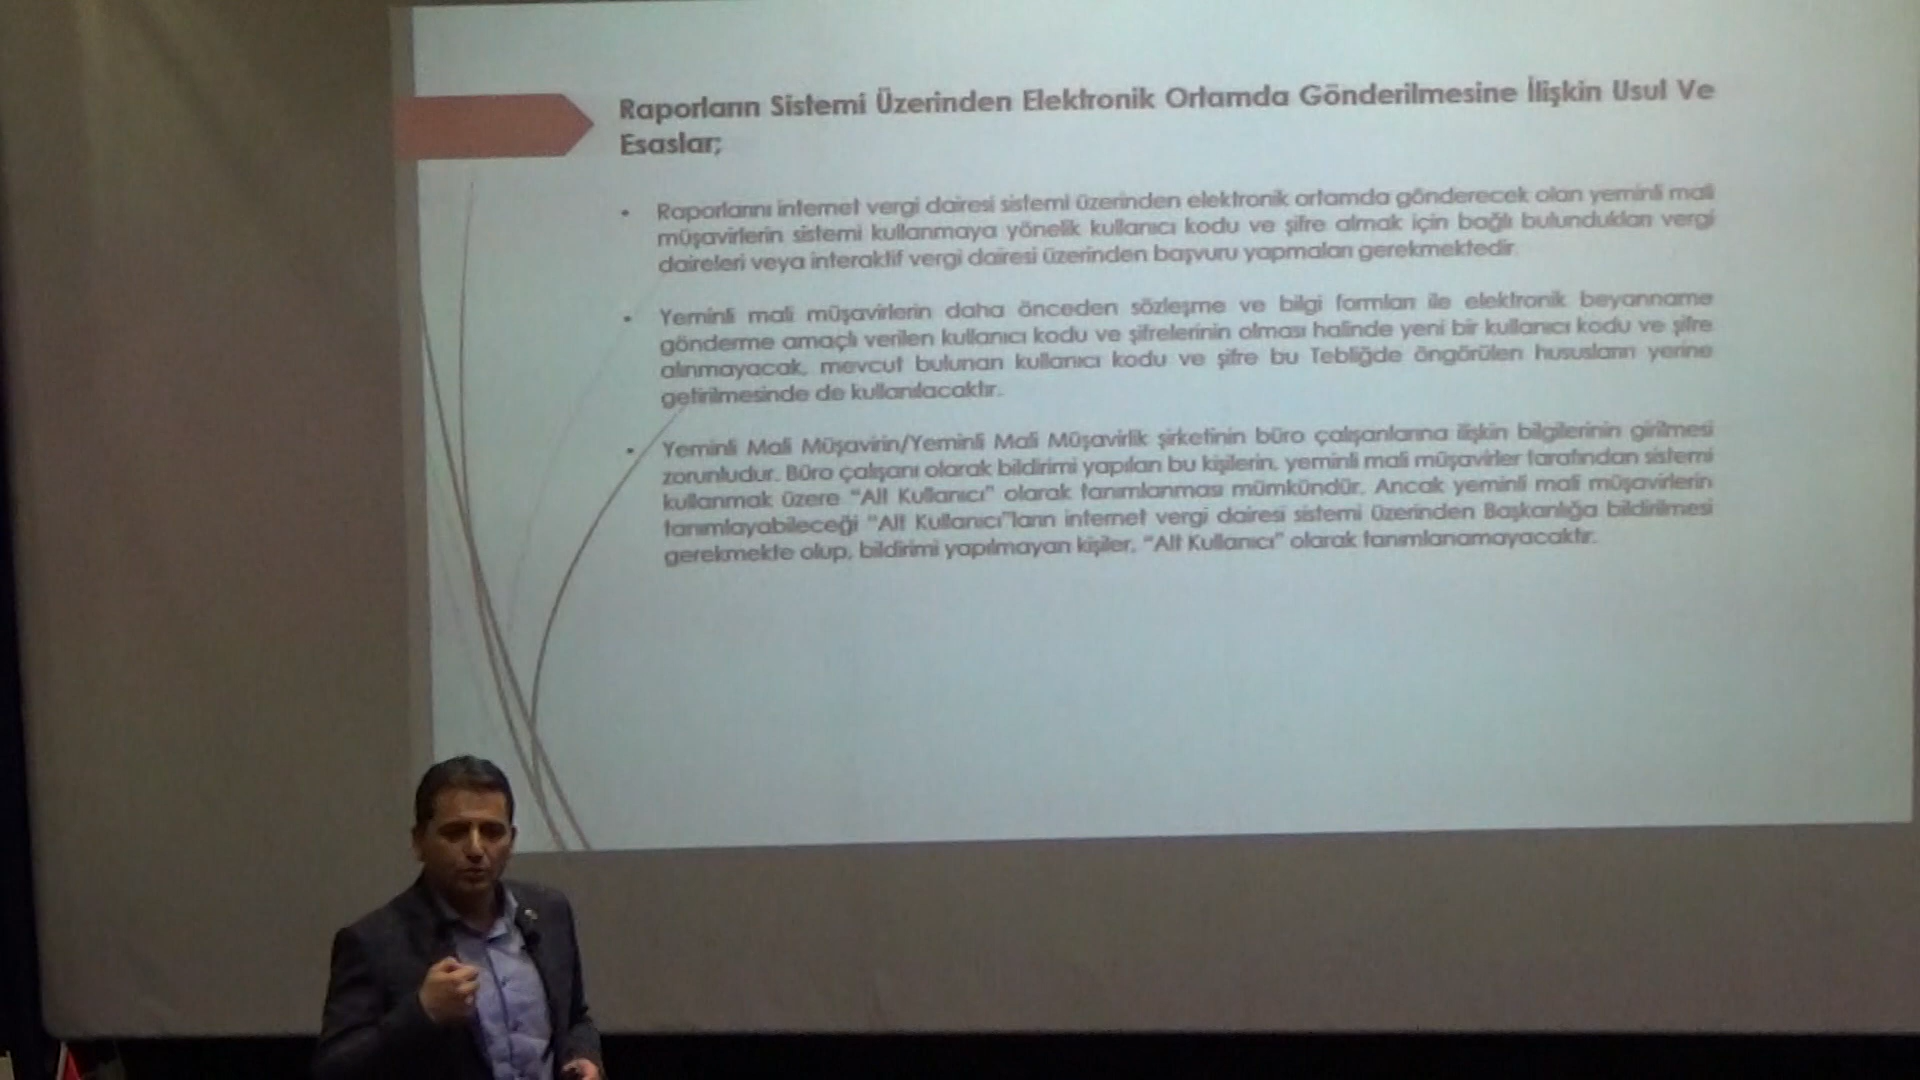 Raporların Sistemi Üzerinden Elektronik Ortamda Gönderilmesine İlişkin Usul Ve
Esaslar;
• Raporlarını internet vergi dairesi sistemi üzerinden elektronik ortamda gönderecek olan yeminli mali
müşavirlerin sistemi kullanmaya yönelik kullanıcı kodu ve şifre almak için bağlı bulundukları vergi
daireleri veya interaktif vergi dairesi üzerinden başvuru yapmaları gerekmektedir.
• Yeminli mali müşavirlerin daha önceden sözleşme ve bilgi formları ile elektronik beyanname
gönderme amaçlı verilen kullanıcı kodu ve şifrelerinin olması halinde yeni bir kullanıcı kodu ve şifre
alınmayacak, mevcut bulunan kullanıcı kodu ve şifre bu Tebliğde öngörülen hususların yerine
getirilmesinde de kullanılacaktır.
• Yeminli Mali Müşavirin/Yeminli Mali Müşavirlik şirketinin büro çalışanlarına ilişkin bilgilerinin girilmesi
zorunludur. Büro çalışanı olarak bildirimi yapılan bu kişilerin, yeminli mali müşavirler tarafından sistemi
kullanmak üzere “Alt Kullanıcı” olarak tanımlanması mümkündür. Ancak yeminli mali müşavirlerin
tanımlayabileceği “Alt Kullanıcı”ların internet vergi dairesi sistemi üzerinden Başkanlığa bildirilmesi
gerekmekte olup, bildirimi yapılmayan kişiler, “Alt Kullanıcı” olarak tanımlanamayacaktır.